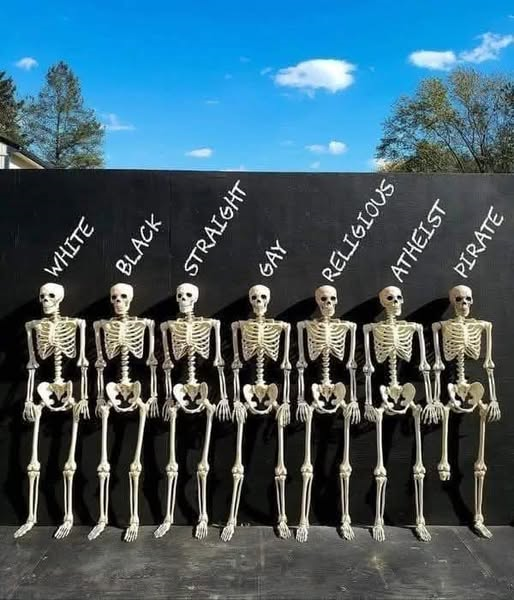 WHITE
BLACK
STRAIGHT
GAY
RELIGIOUS
ATHEIST
PIRATE